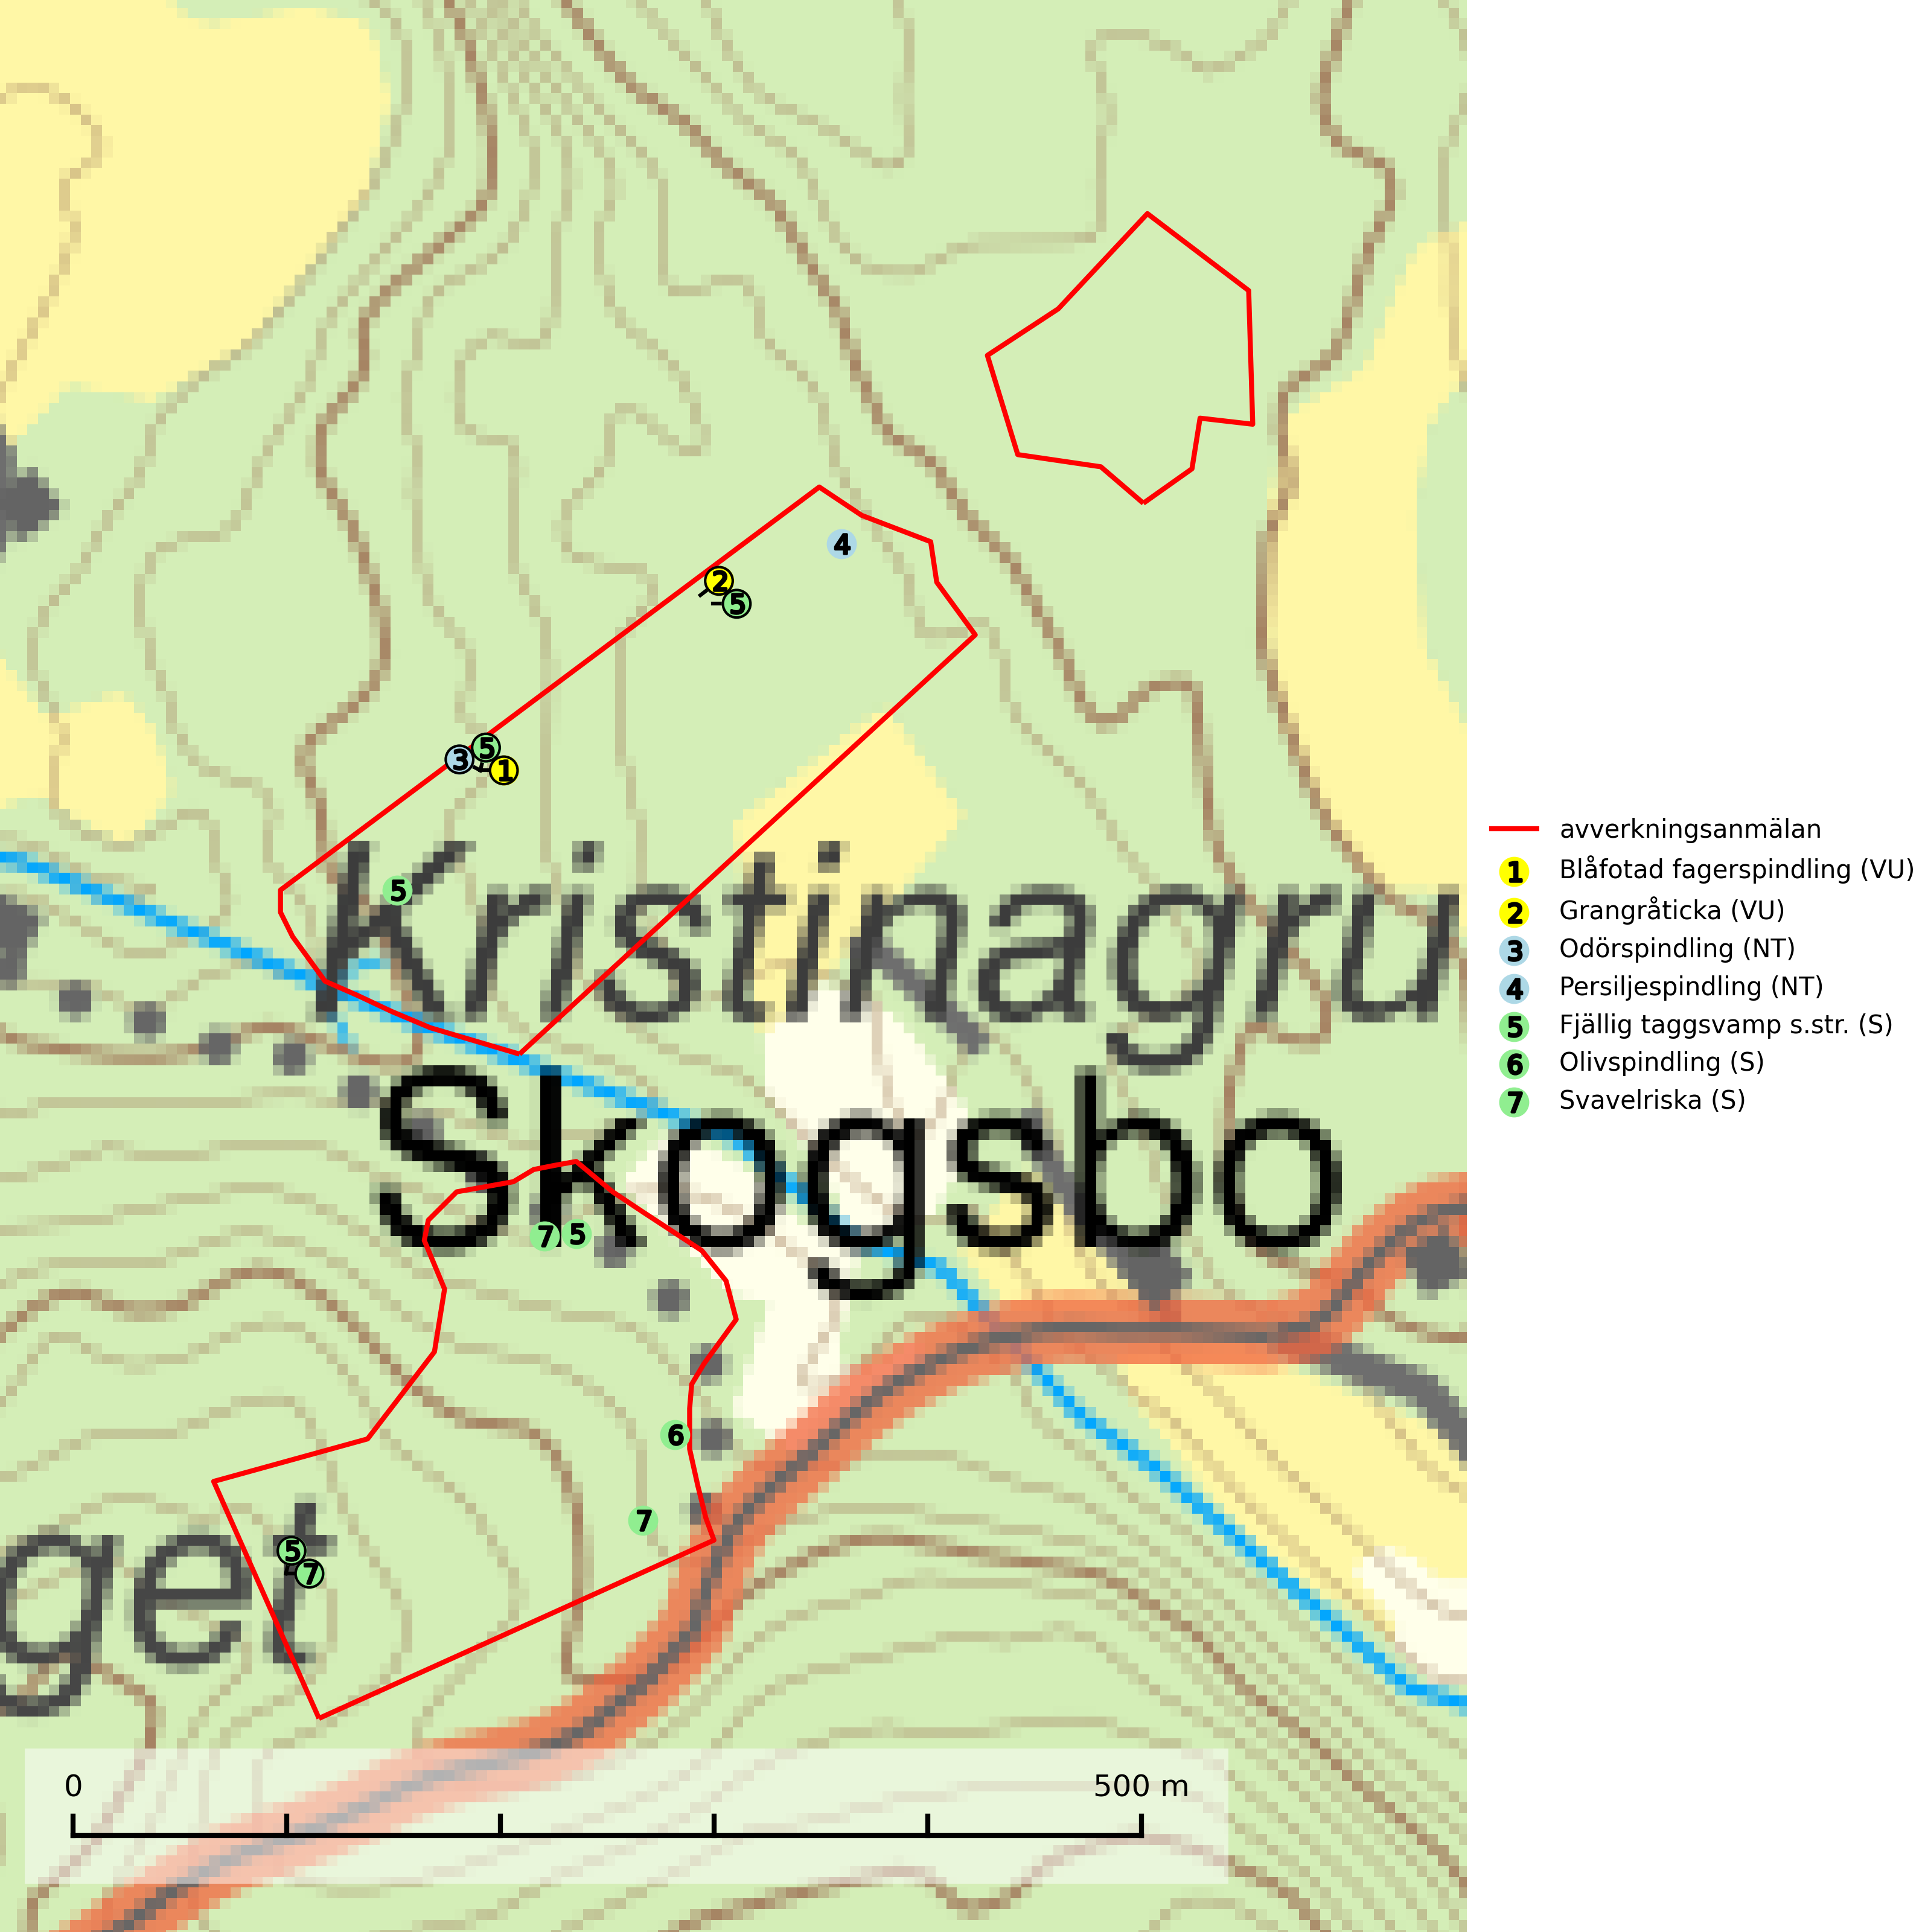 2
5
4
3
5
1
5
Kristinagru
Skogsbo
7
5
6
7
get
5
7
0
500 m
avverkningsanmälan
1 Blåfotad fagerspindling (VU)
2 Grangråticka (VU)
3 Odörspindling (NT)
4 Persiljespindling (NT)
5 Fjällig taggsvamp s.str. (S)
6 Olivspindling (S)
7 Svavelriska (S)